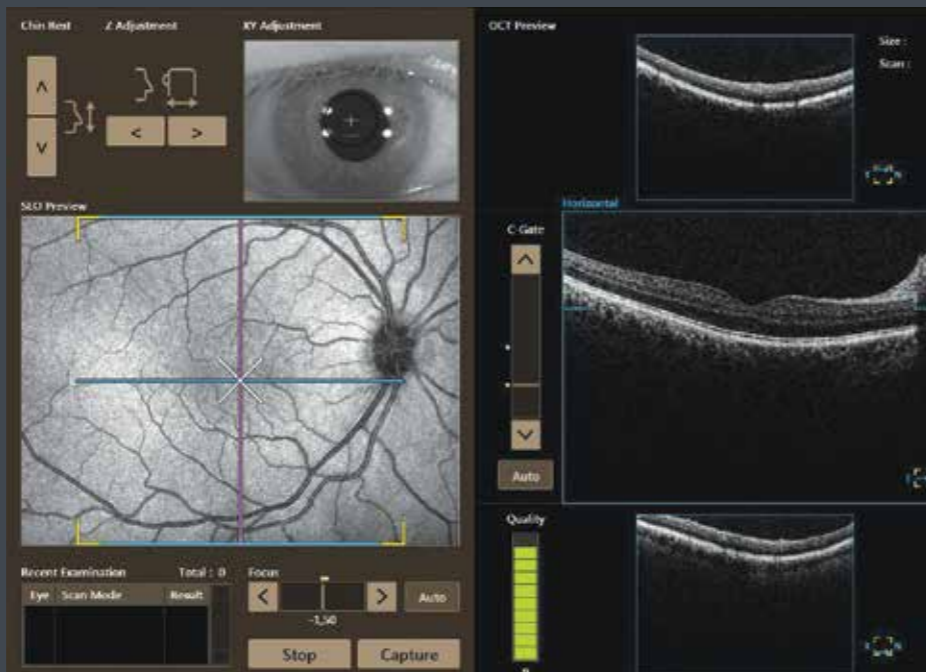 Chin Rest
Z Adjustment
XY Adjustment
OCT Preview
Size :
Scan :
SLO Preview
Horizontal
C-Gate
Auto
Quality
Recent Examination
Total : 0
Eye
Scan Mode
Result
Focus
-1,50
Auto
Stop
Capture